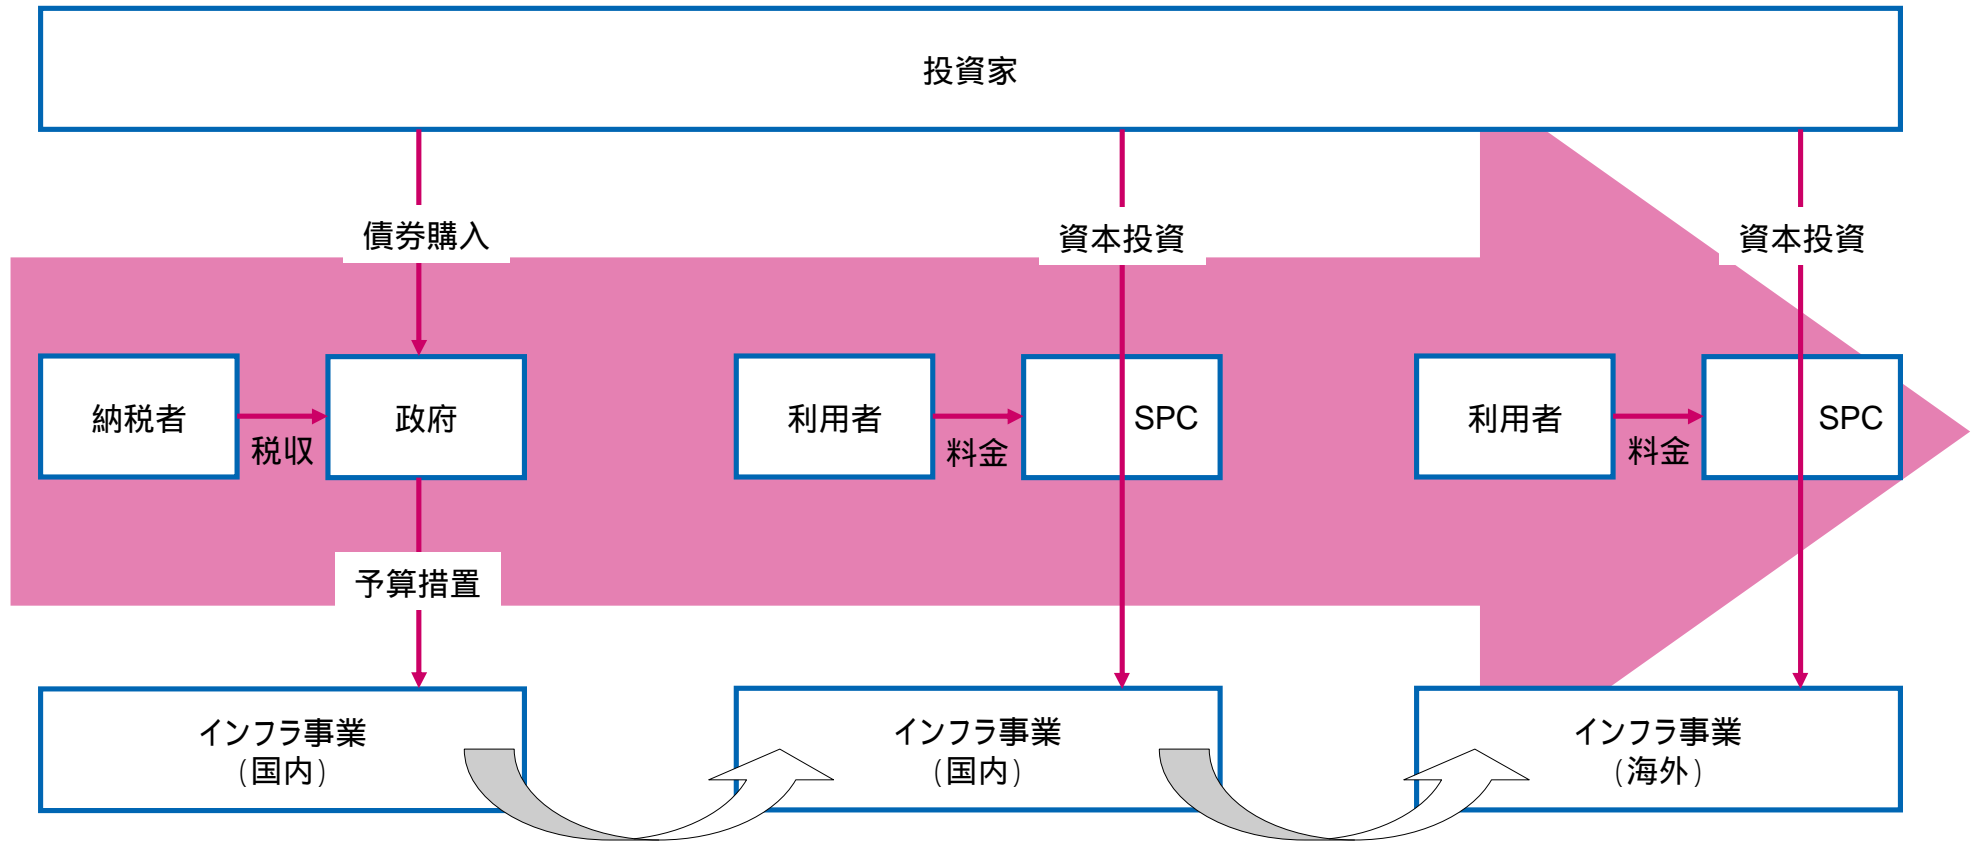 投資家
債券購入
資本投資
資本投資
納税者
税収
政府
利用者
料金
SPC
利用者
料金
SPC
予算措置
インフラ事業
（国内）
インフラ事業
（国内）
インフラ事業
（海外）